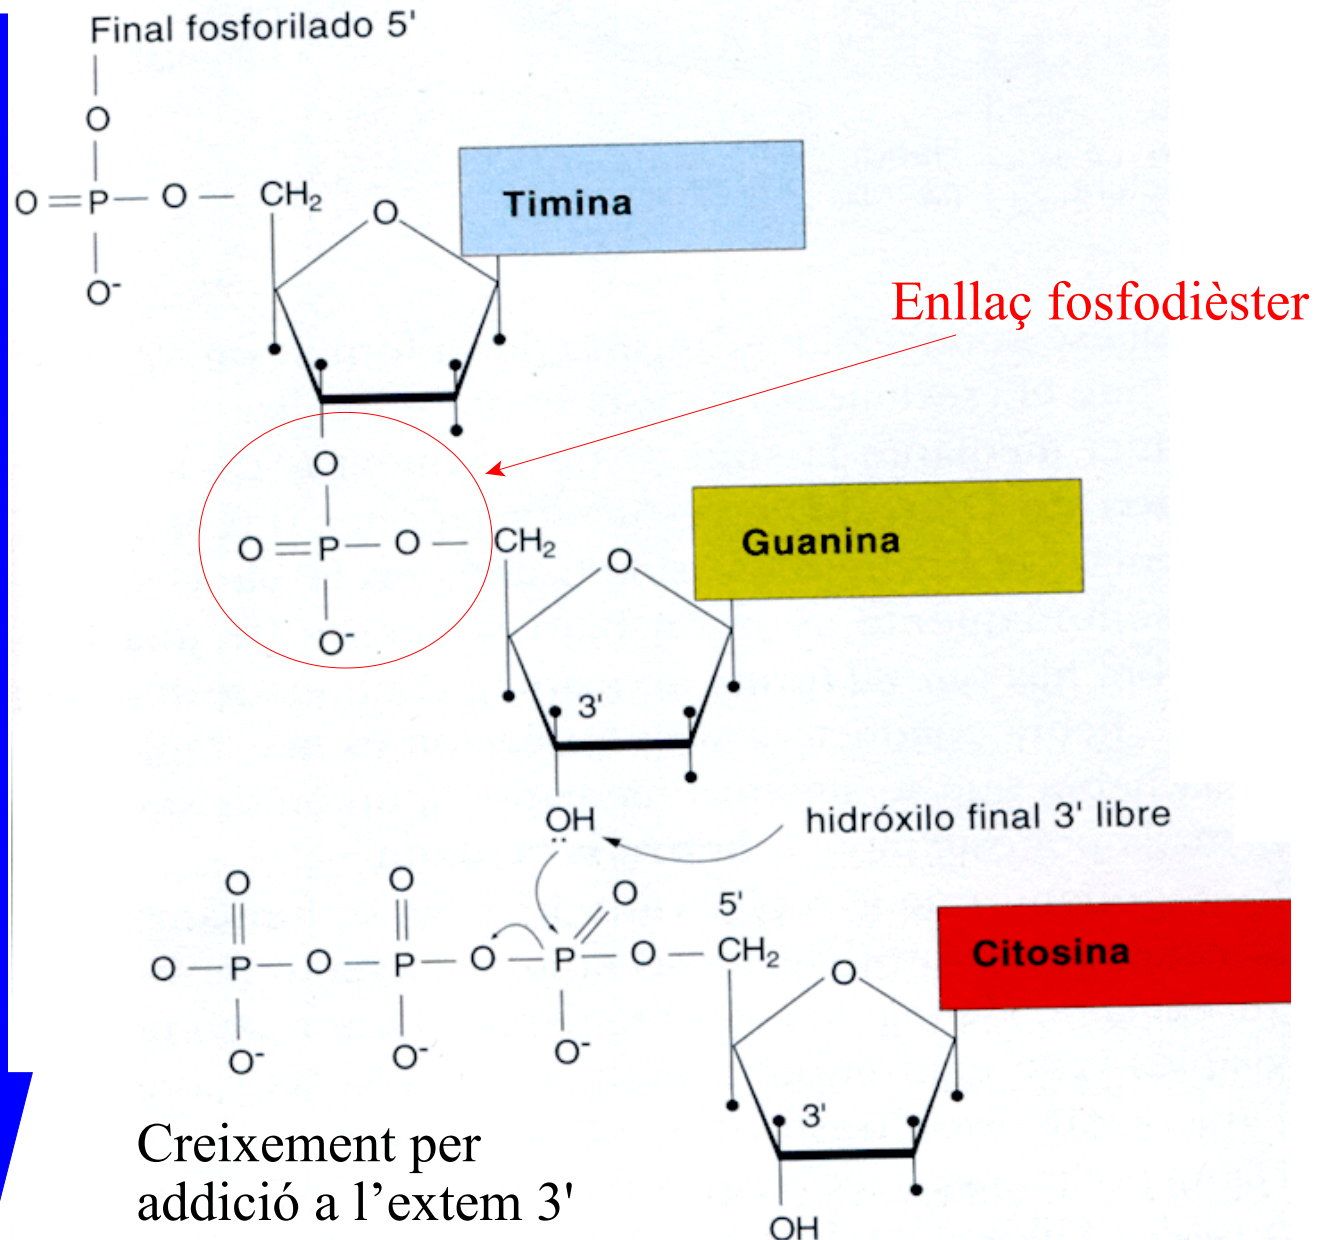 Final fosforilado 5'
O
O=P—O—CH₂
O
O⁻
Timina
Enllaç fosfodièster
O
O=P—O—CH₂
O
O⁻
Guanina
3'
OH
hidróxilo final 3' libre
O O O 5'
O—P—O—P—O—P—O—CH₂
O
O⁻ O⁻ O⁻
Citosina
3'
OH
Creixement per
addició a l’extem 3'